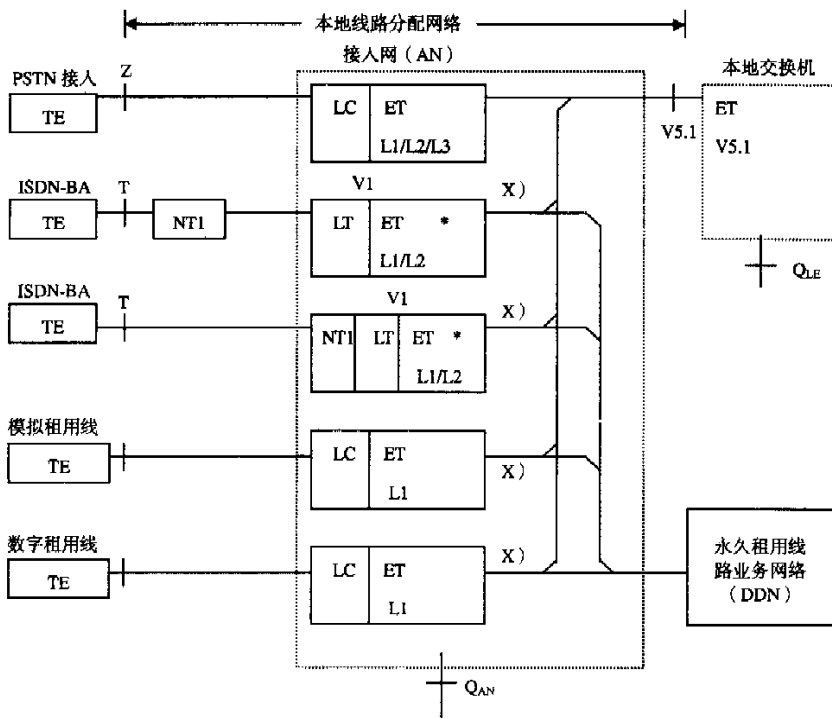 本地线路分配网络
接入网（AN）
PSTN 接入
Z
TE
LC
ET
L1/L2/L3
V5.1
本地交换机
ET
V5.1
Q_LE
ISDN-BA
T
TE
NT1
V1
LT
ET
*
L1/L2
X）
ISDN-BA
T
TE
V1
NT1
LT
ET
*
L1/L2
X）
模拟租用线
TE
LC
ET
L1
X）
数字租用线
TE
LC
ET
L1
X）
永久租用线
路业务网络
（DDN）
Q_AN